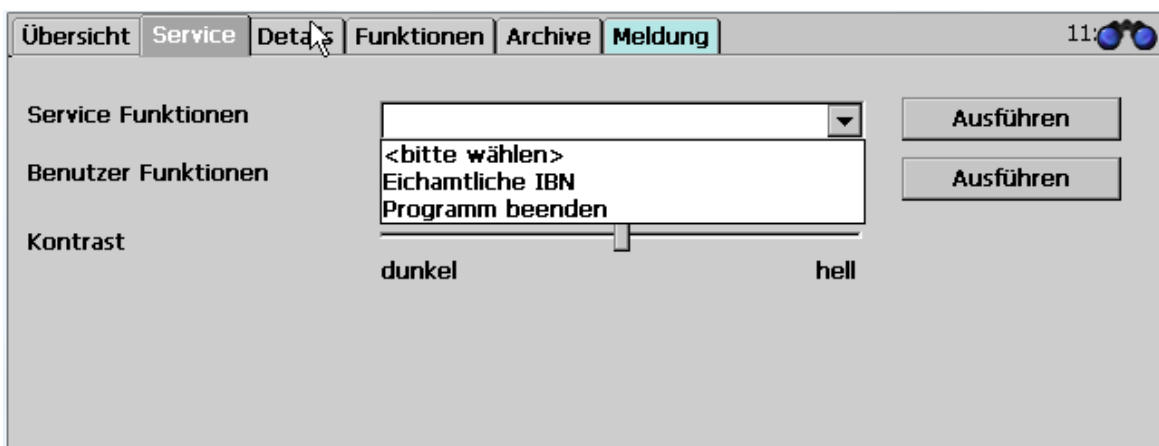 Übersicht Service Details Funktionen Archive Meldung 11:
Service Funktionen Ausführen
<bitte wählen>
Benutzer Funktionen Eichamtliche IBN Ausführen
Programm beenden
Kontrast
dunkel hell